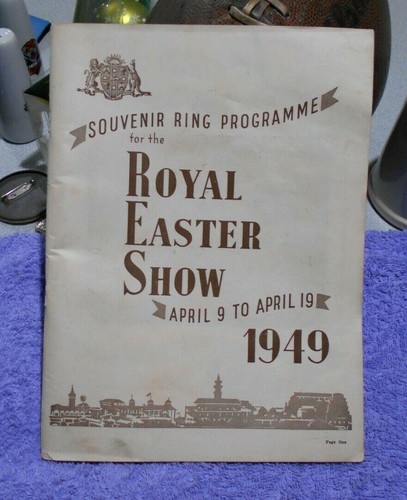 SOUVENIR RING PROGRAMME
for the
ROYAL
EASTER
SHOW
APRIL 9 TO APRIL 19
1949
Page One